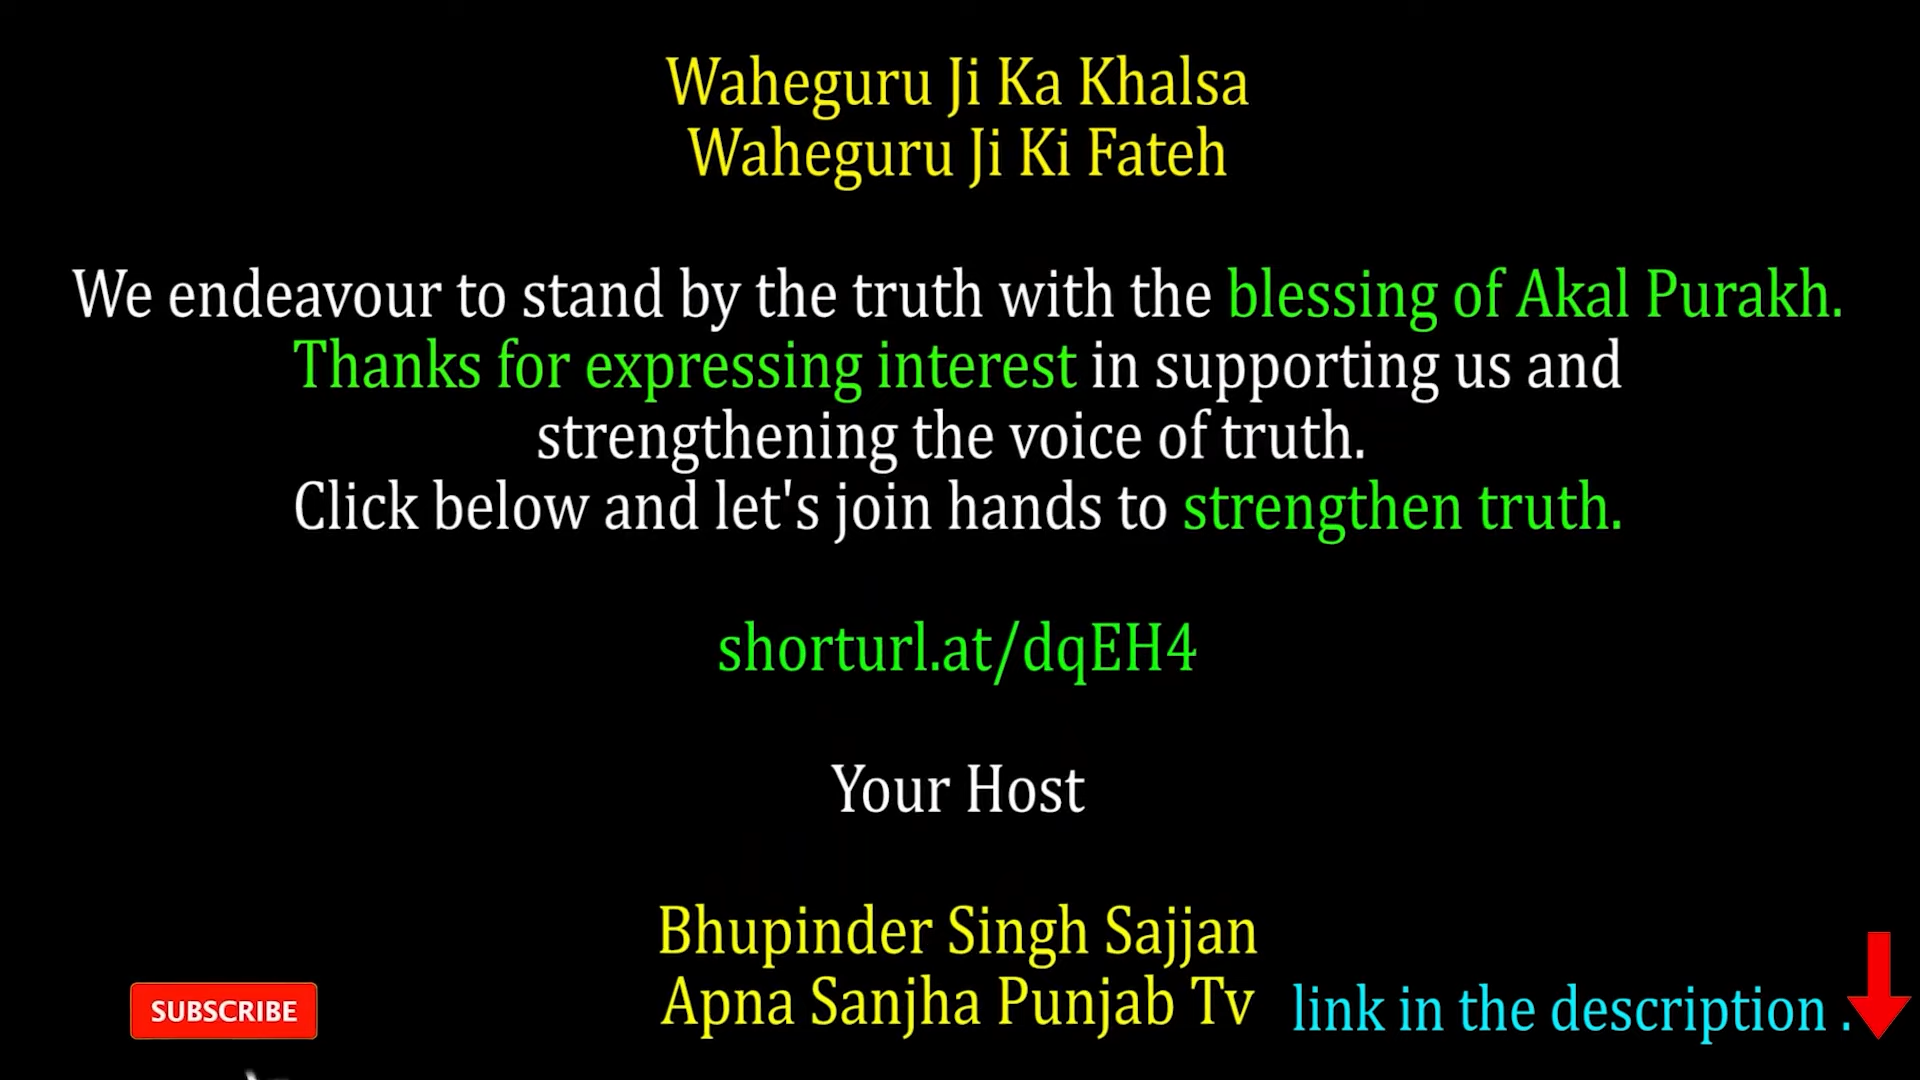 Waheguru Ji Ka Khalsa
Waheguru Ji Ki Fateh
We endeavour to stand by the truth with the blessing of Akal Purakh.
Thanks for expressing interest in supporting us and
strengthening the voice of truth.
Click below and let's join hands to strengthen truth.
shorturl.at/dqEH4
Your Host
Bhupinder Singh Sajjan
Apna Sanjha Punjab Tv
link in the description .
SUBSCRIBE